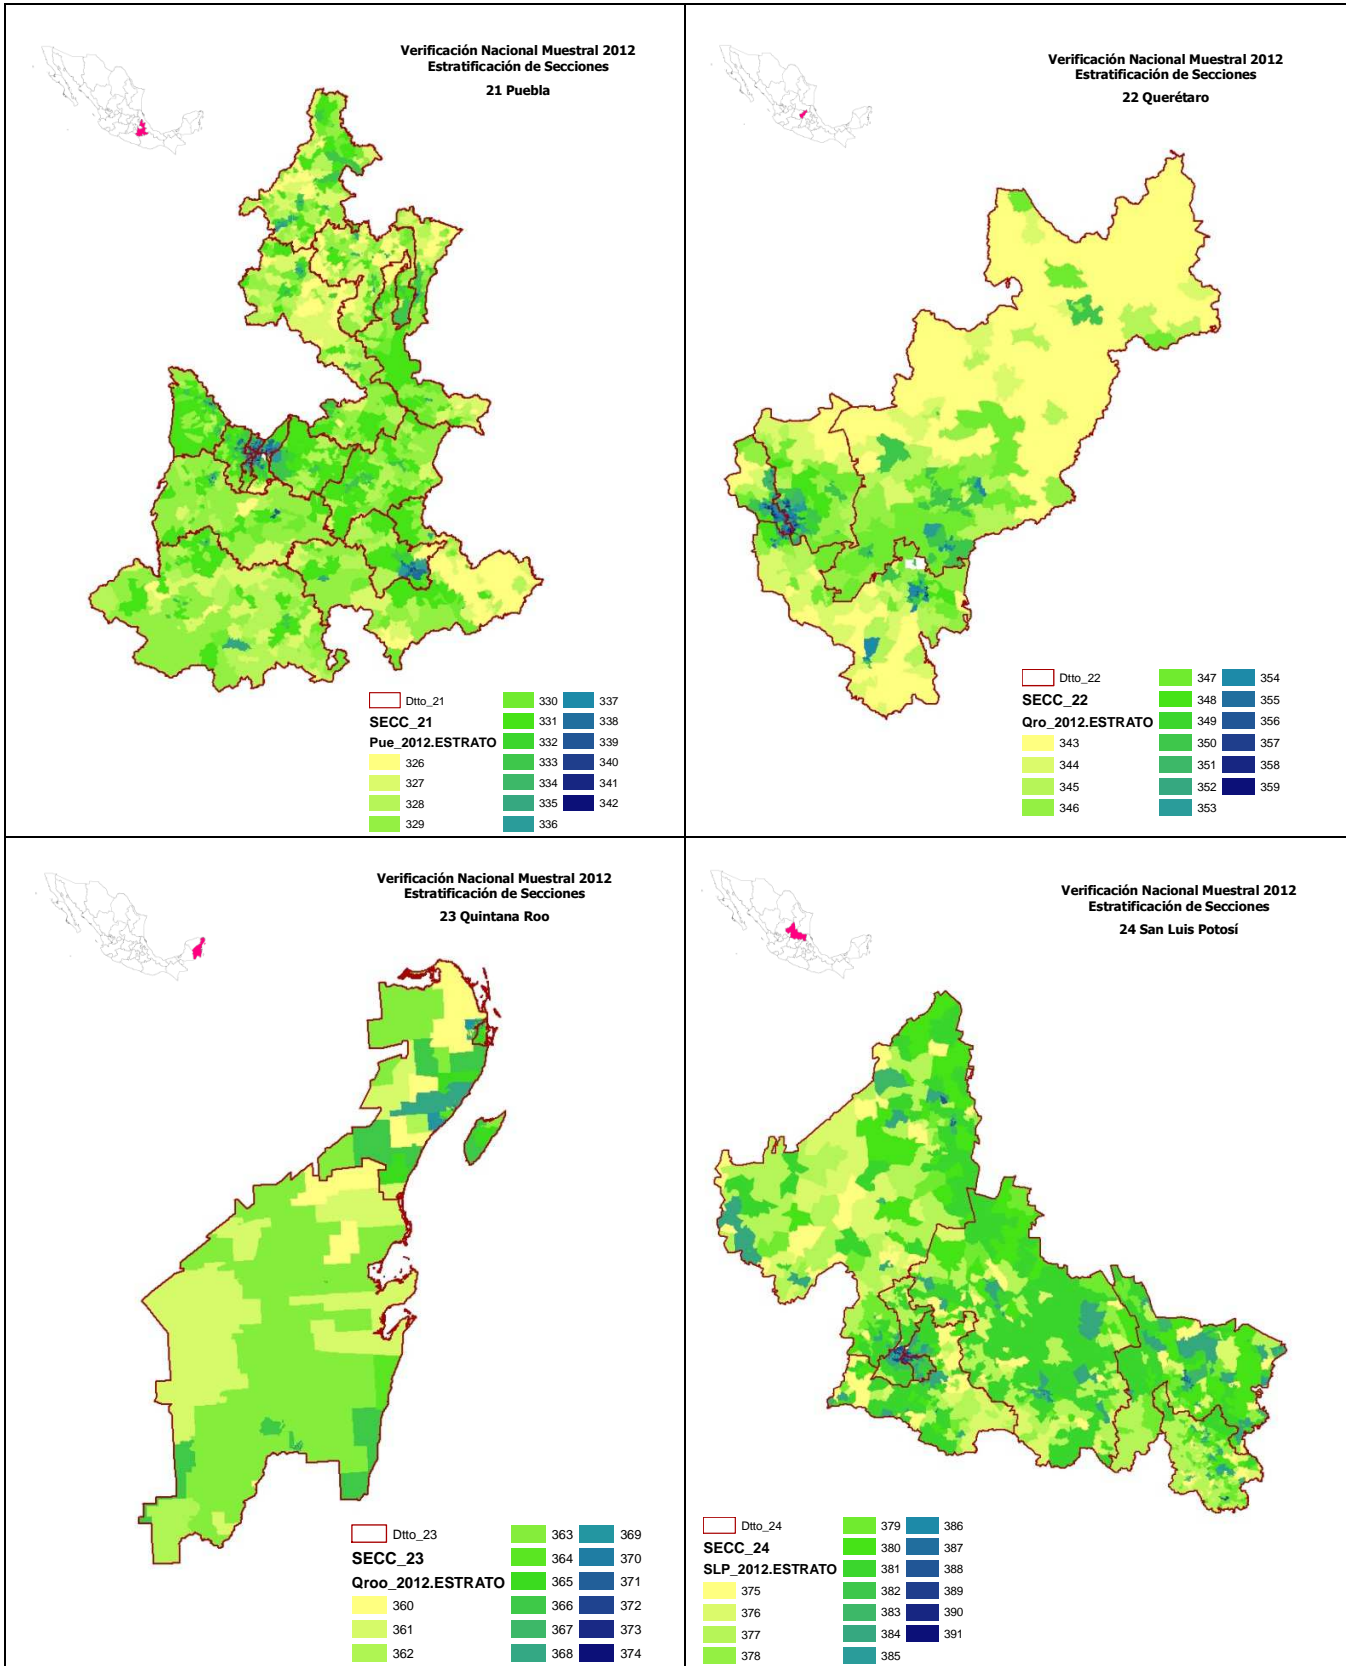 Verificación Nacional Muestral 2012
Estratificación de Secciones
21 Puebla
Dtto_21
SECC_21
Pue_2012.ESTRATO
326
327
328
329
330
331
332
333
334
335
336
337
338
339
340
341
342
Verificación Nacional Muestral 2012
Estratificación de Secciones
22 Querétaro
Dtto_22
SECC_22
Qro_2012.ESTRATO
343
344
345
346
347
348
349
350
351
352
353
354
355
356
357
358
359
Verificación Nacional Muestral 2012
Estratificación de Secciones
23 Quintana Roo
Dtto_23
SECC_23
Qroo_2012.ESTRATO
360
361
362
363
364
365
366
367
368
369
370
371
372
373
374
Verificación Nacional Muestral 2012
Estratificación de Secciones
24 San Luis Potosí
Dtto_24
SECC_24
SLP_2012.ESTRATO
375
376
377
378
379
380
381
382
383
384
385
386
387
388
389
390
391